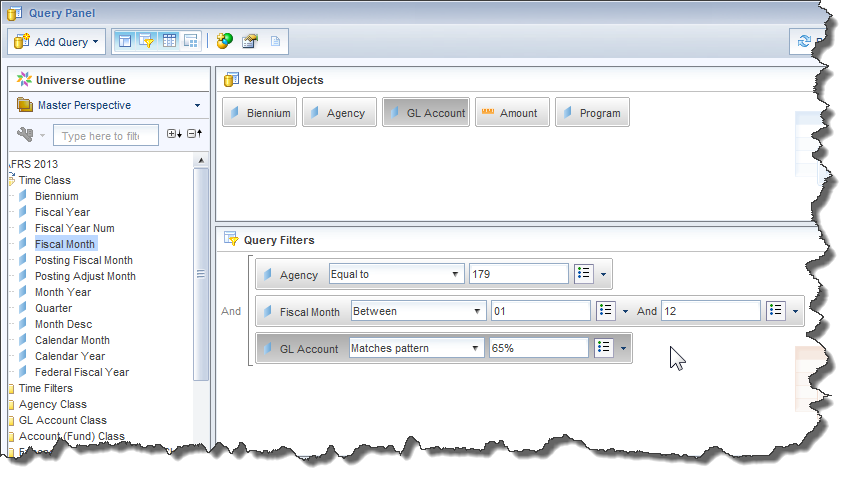 Query Panel
Add Query
Universe outline
Master Perspective
Type here to filt
AFRS 2013
Time Class
Biennium
Fiscal Year
Fiscal Year Num
Fiscal Month
Posting Fiscal Month
Posting Adjust Month
Month Year
Quarter
Month Desc
Calendar Month
Calendar Year
Federal Fiscal Year
Time Filters
Agency Class
GL Account Class
Account (Fund) Class
Result Objects
Biennium Agency GL Account Amount Program
Query Filters
And
Agency Equal to 179
Fiscal Month Between 01 And 12
GL Account Matches pattern 65%